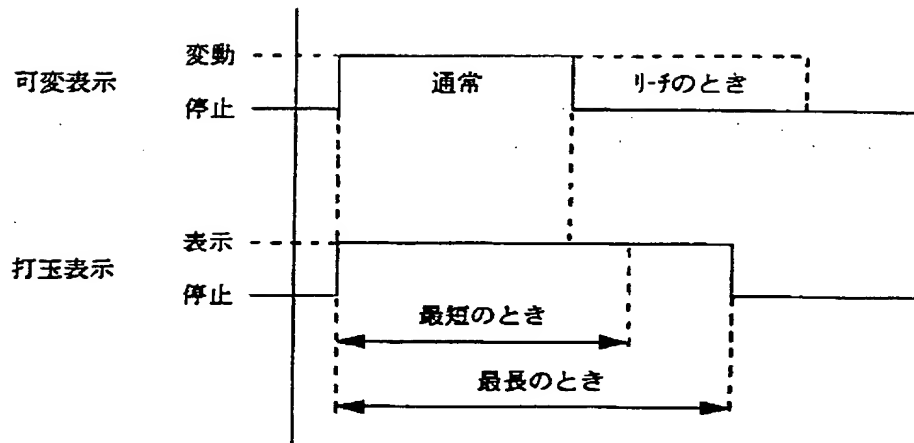 変動
可変表示
通常
ﾘｰﾁのとき
停止
表示
打玉表示
停止
最短のとき
最長のとき